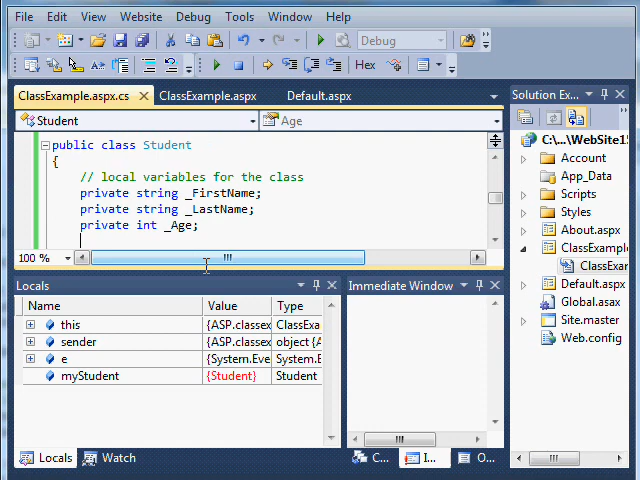 File Edit View Website Debug Tools Window Help
Debug
Hex
ClassExample.aspx.cs ClassExample.aspx Default.aspx
Student Age
public class Student
{
// local variables for the class
private string _FirstName;
private string _LastName;
private int _Age;
100 %
Locals
Name Value Type
this {ASP.classex ClassExa
sender {ASP.classex object {A
e {System.Eve System.E
myStudent {Student} Student
Locals Watch
Immediate Window
C... I... O...
Solution Ex...
C:\...\WebSite1
Account
App_Data
Scripts
Styles
About.aspx
ClassExampl
ClassExar
Default.aspx
Global.asax
Site.master
Web.config